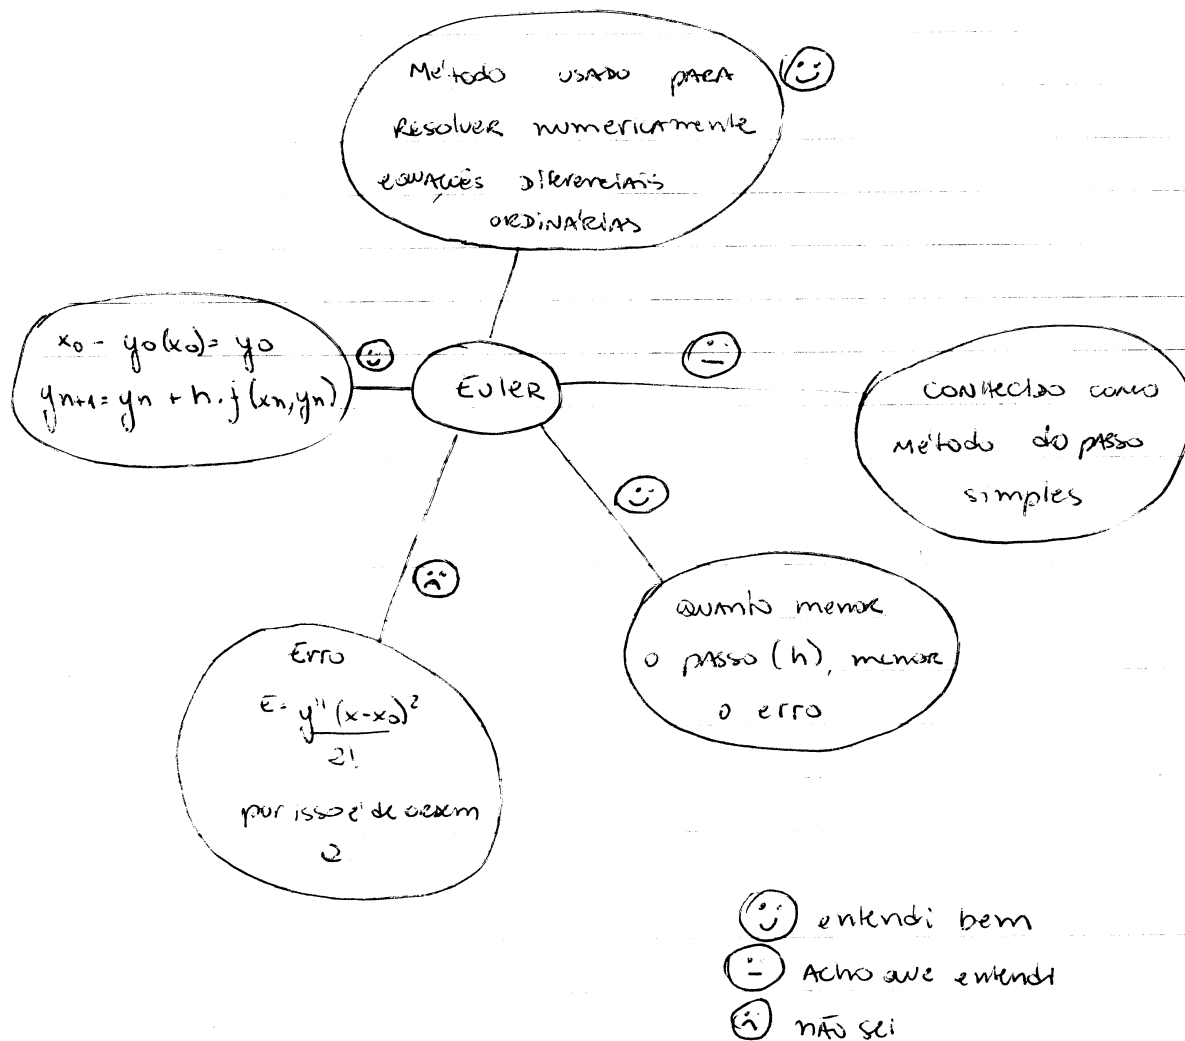 Método usado para
resolver numericamente
equações diferenciais
ordinárias
x0 - y0(x0)= y0
yn+1= yn + h.f(xn,yn)
Euler
conhecido como
método do passo
simples
Quanto menor
o passo (h), menor
o erro
Erro
E= y''(x-x0)²
2!
por isso é de ordem
2
entendi bem
Acho que entendi
não sei